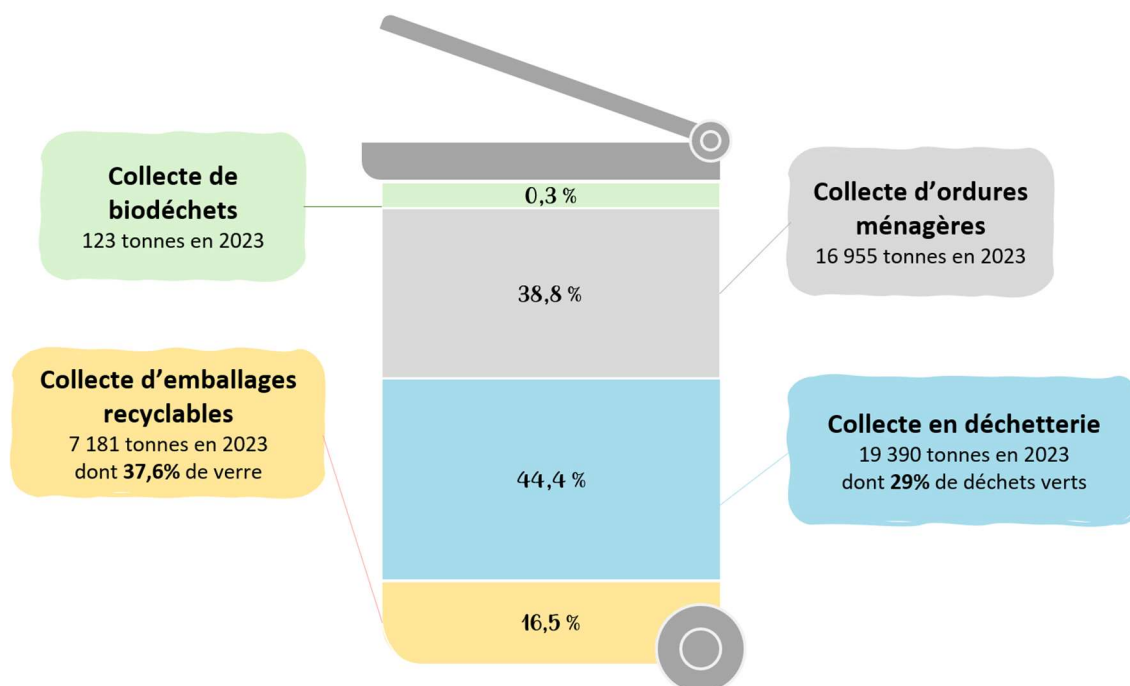 Collecte de
biodéchets
123 tonnes en 2023
0,3 %
Collecte d’ordures
ménagères
16 955 tonnes en 2023
38,8 %
Collecte d’emballages
recyclables
7 181 tonnes en 2023
dont 37,6% de verre
Collecte en déchetterie
19 390 tonnes en 2023
dont 29% de déchets verts
44,4 %
16,5 %